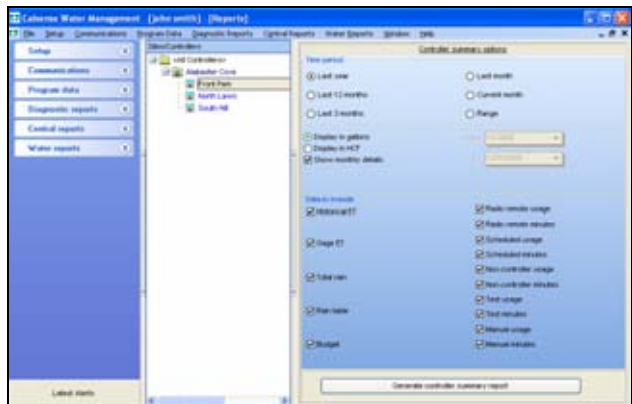 Calsense Water Management (john smith) - [Reports]
File Setup Communications Program Data Diagnostic Reports Central Reports Water Reports Window Help
Setup
Communications
Program data
Diagnostic reports
Central reports
Water reports
Latest Alerts
Sites/Controllers
<All Controllers>
Alabaster Cove
Front Park
North Lawns
South Hill
Controller summary options
Time period
Last year
Last month
Last 12 months
Current month
Last 3 months
Range
Display in gallons
Display in HCF
Show monthly details
Historical ET
Radio remote usage
Radio remote minutes
Gage ET
Scheduled usage
Scheduled minutes
Total rain
Non-controller usage
Non-controller minutes
Rain table
Test usage
Test minutes
Budget
Manual usage
Manual minutes
Generate controller summary report